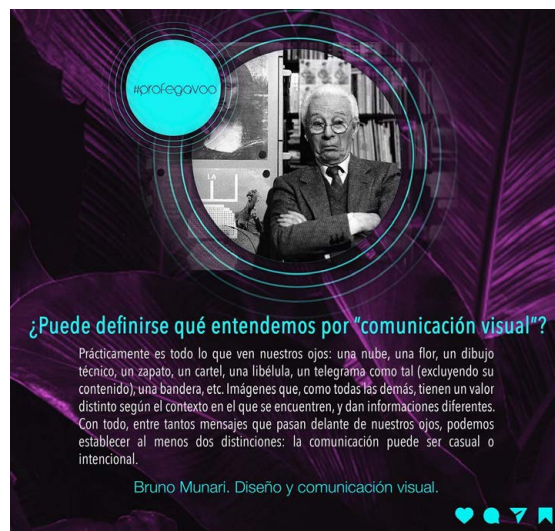 #profegavoo
LA
¿Puede definirse qué entendemos por “comunicación visual”?
Prácticamente es todo lo que ven nuestros ojos: una nube, una flor, un dibujo
técnico, un zapato, un cartel, una libélula, un telegrama como tal (excluyendo su
contenido), una bandera, etc. Imágenes que, como todas las demás, tienen un valor
distinto según el contexto en el que se encuentren, y dan informaciones diferentes.
Con todo, entre tantos mensajes que pasan delante de nuestros ojos, podemos
establecer al menos dos distinciones: la comunicación puede ser casual o
intencional.
Bruno Munari. Diseño y comunicación visual.